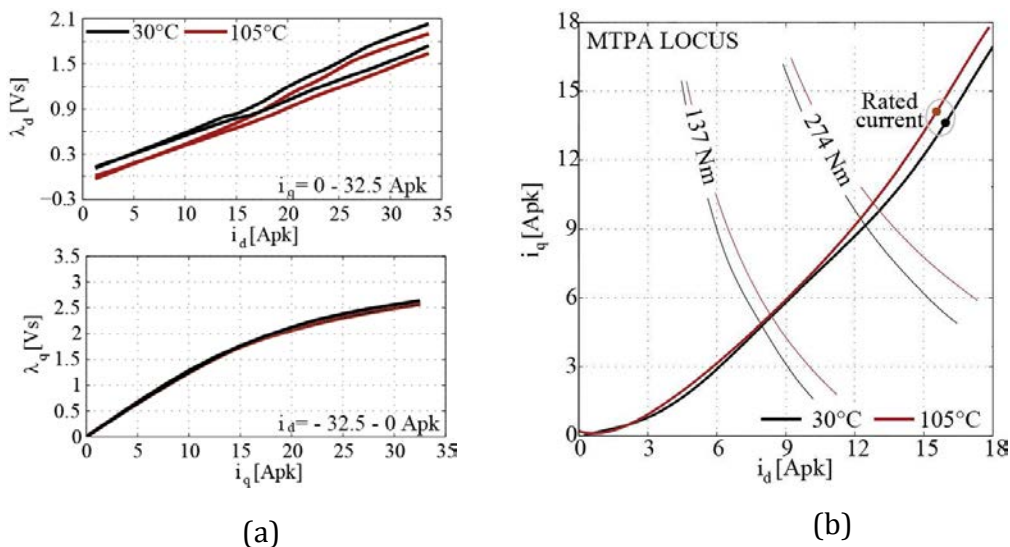 2.1
1.5
0.9
0.3
−0.3
λd [Vs]
30°C 105°C
iq= 0 - 32.5 Apk
0 5 10 15 20 25 30 35
id [Apk]
3.5
3
2.5
2
1.5
1
0.5
0
λq [Vs]
id= - 32.5 - 0 Apk
0 5 10 15 20 25 30 35
iq [Apk]
(a)
18
15
12
9
6
3
0
iq [Apk]
MTPA LOCUS
137 Nm
274 Nm
Rated
current
30°C 105°C
0 3 6 9 12 15 18
id [Apk]
(b)